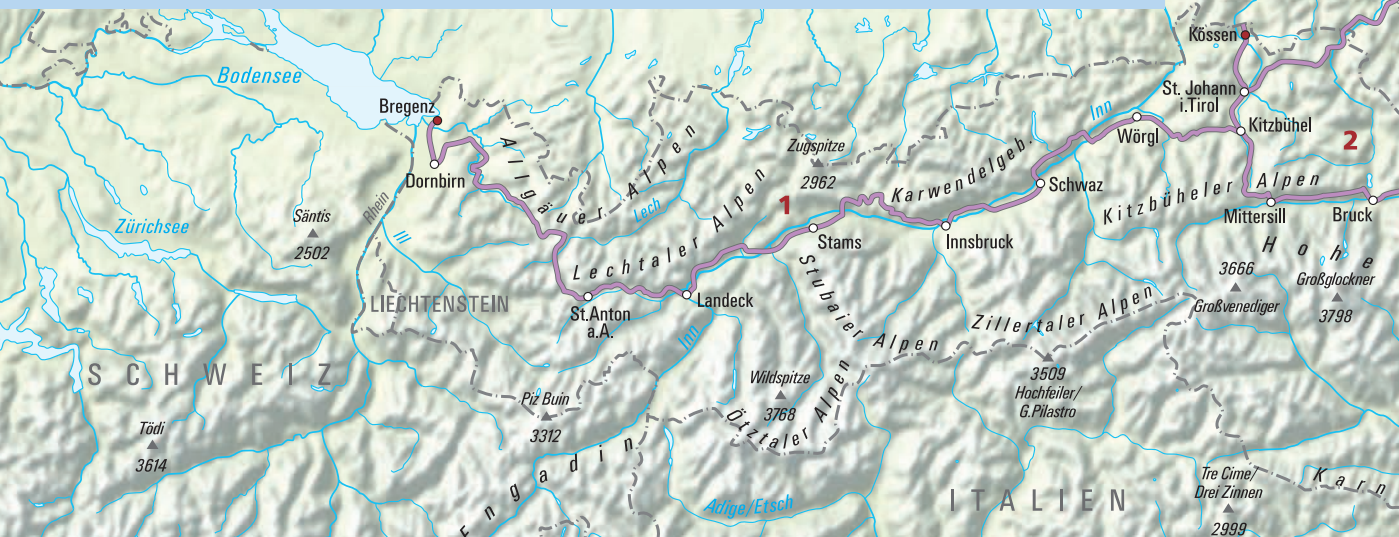 Kössen
Bodensee
St. Johann
i.Tirol
Bregenz
Inn
Wörgl
Kitzbühel
2
Allgäuer Alpen
Zugspitze
2962
Dornbirn
Karwendelgeb.
Schwaz
Kitzbüheler Alpen
Rhein
Lech
1
Säntis
2502
Zürichsee
Ill
Lechtaler Alpen
Stams
Innsbruck
Mittersill
Bruck
Hohe
3666
Großvenediger
Großglockner
3798
LIECHTENSTEIN
St.Anton
a.A.
Landeck
Stubaier Alpen
Zillertaler Alpen
Inn
SCHWEIZ
Piz Buin
3312
Wildspitze
3768
Ötztaler Alpen
3509
Hochfeiler/
G.Pilastro
Tödi
3614
Engadin
Adige/Etsch
ITALIEN
Tre Cime/
Drei Zinnen
2999
Karn